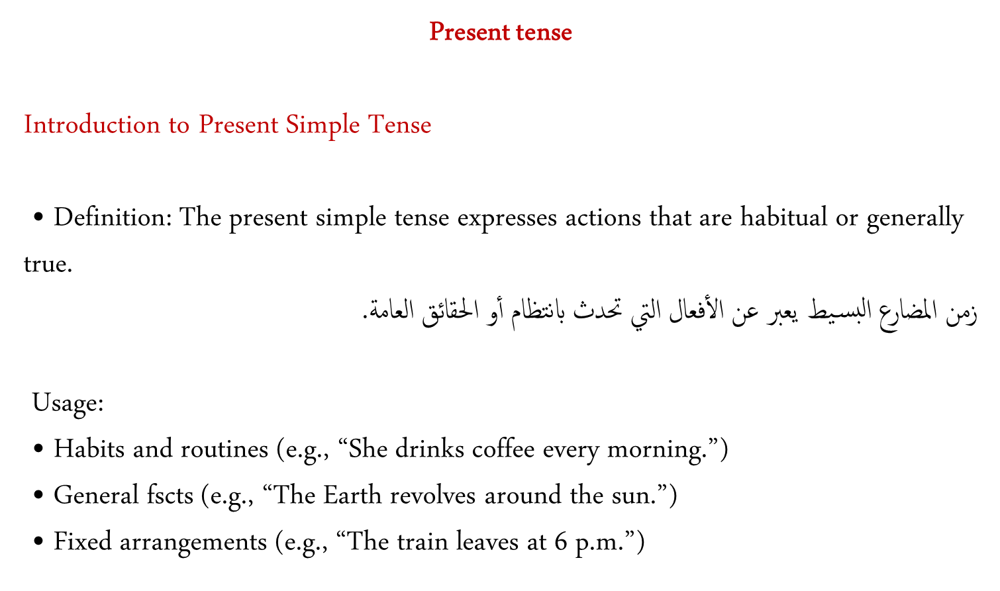 Present tense
Introduction to Present Simple Tense
• Definition: The present simple tense expresses actions that are habitual or generally
true.
زمن المضارع البسيط يعبر عن الأفعال التي تحدث بانتظام أو الحقائق العامة.
Usage:
• Habits and routines (e.g., “She drinks coffee every morning.”)
• General fscts (e.g., “The Earth revolves around the sun.”)
• Fixed arrangements (e.g., “The train leaves at 6 p.m.”)